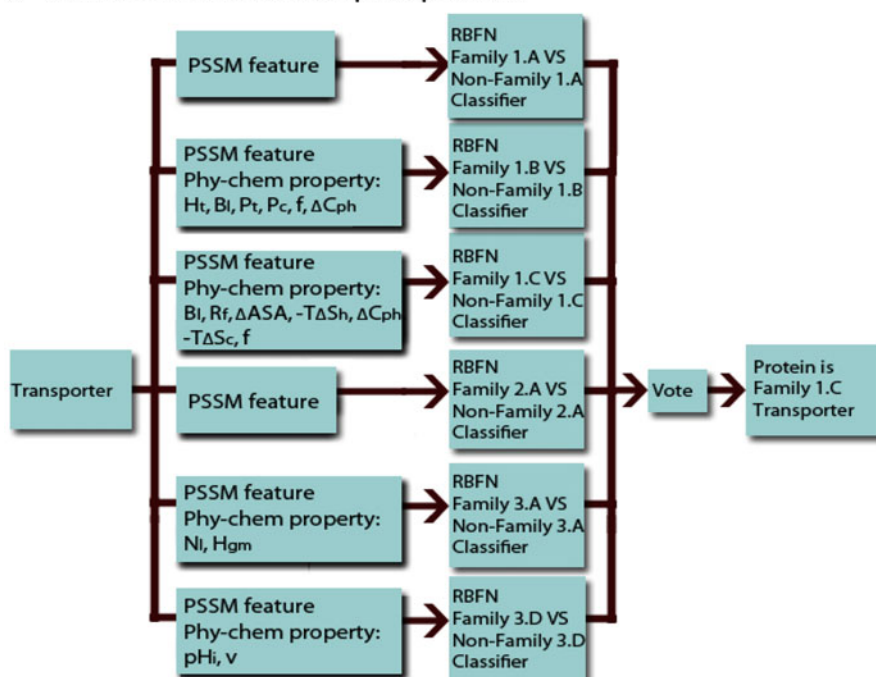 PSSM feature
RBFN
Family 1.A VS
Non-Family 1.A
Classifier
PSSM feature
Phy-chem property:
Ht, Bl, Pt, Pc, f, ΔCph
RBFN
Family 1.B VS
Non-Family 1.B
Classifier
PSSM feature
Phy-chem property:
Bl, Rf, ΔASA, -TΔSh, ΔCph
-TΔSc, f
RBFN
Family 1.C VS
Non-Family 1.C
Classifier
Transporter
PSSM feature
RBFN
Family 2.A VS
Non-Family 2.A
Classifier
Vote
Protein is
Family 1.C
Transporter
PSSM feature
Phy-chem property:
Nl, Hgm
RBFN
Family 3.A VS
Non-Family 3.A
Classifier
PSSM feature
Phy-chem property:
pHi, v
RBFN
Family 3.D VS
Non-Family 3.D
Classifier